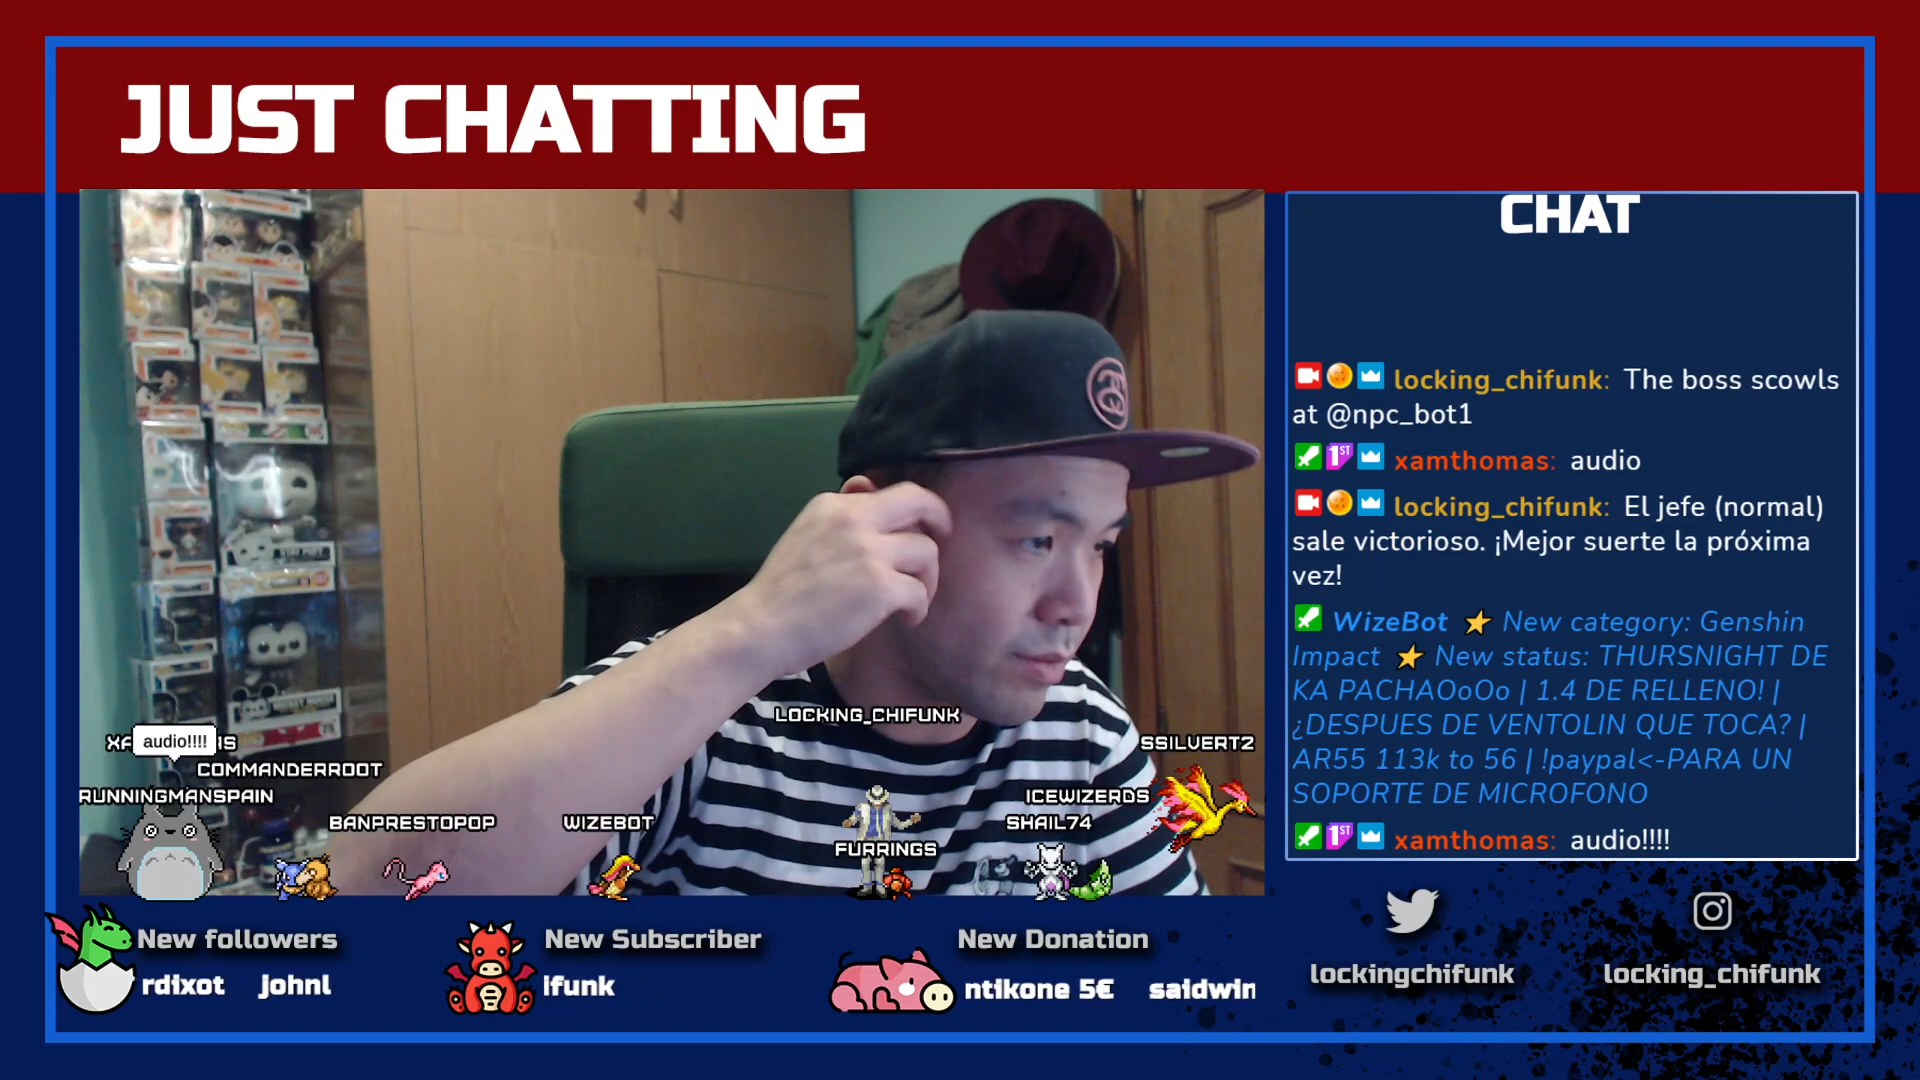 JUST CHATTING
CHAT
locking_chifunk: The boss scowls
at @npc_bot1
xamthomas: audio
locking_chifunk: El jefe (normal)
sale victorioso. ¡Mejor suerte la próxima
vez!
WizeBot ⭐ New category: Genshin
Impact ⭐ New status: THURSNIGHT DE
KA PACHAOoOo | 1.4 DE RELLENO! |
¿DESPUES DE VENTOLIN QUE TOCA? |
AR55 113k to 56 | !paypal<-PARA UN
SOPORTE DE MICROFONO
xamthomas: audio!!!!
LOCKING_CHIFUNK
audio!!!!
SSILVERT2
COMMANDERROOT
RUNNINGMANSPAIN
ICEWIZERDS
BANPRESTOPOP
WIZEBOT
SHAIL74
FURRINGS
New followers
rdixot johnl
New Subscriber
ifunk
New Donation
ntikone 5€ saidwin
lockingchifunk
locking_chifunk